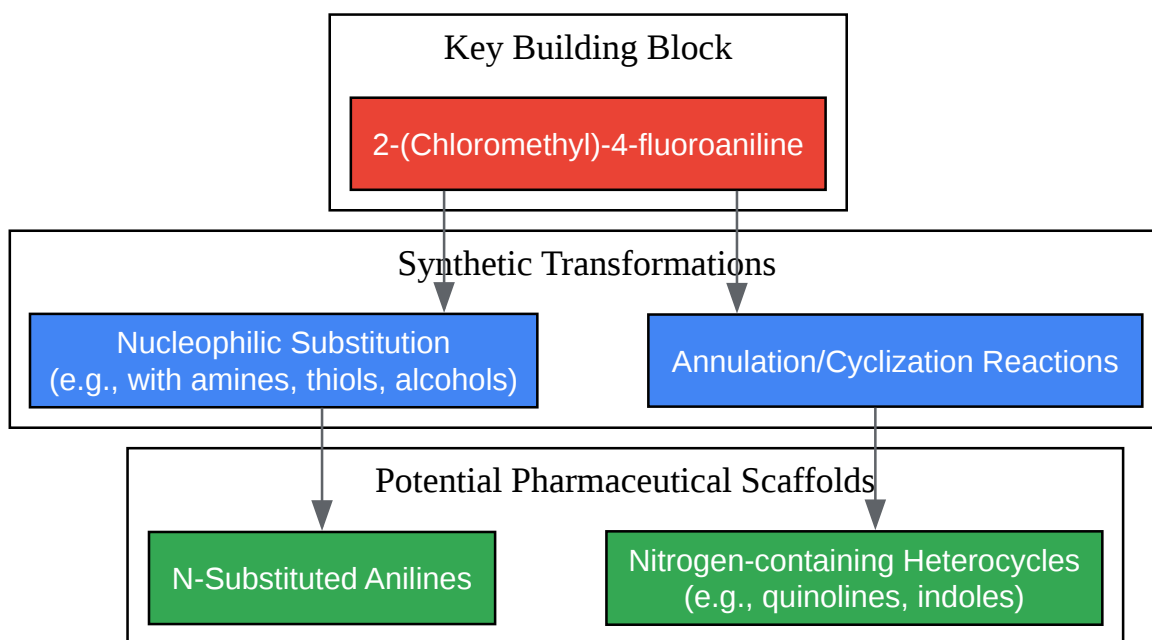 Key Building Block
2-(Chloromethyl)-4-fluoroaniline
Synthetic Transformations
Nucleophilic Substitution
(e.g., with amines, thiols, alcohols)
Annulation/Cyclization Reactions
Potential Pharmaceutical Scaffolds
N-Substituted Anilines
Nitrogen-containing Heterocycles
(e.g., quinolines, indoles)